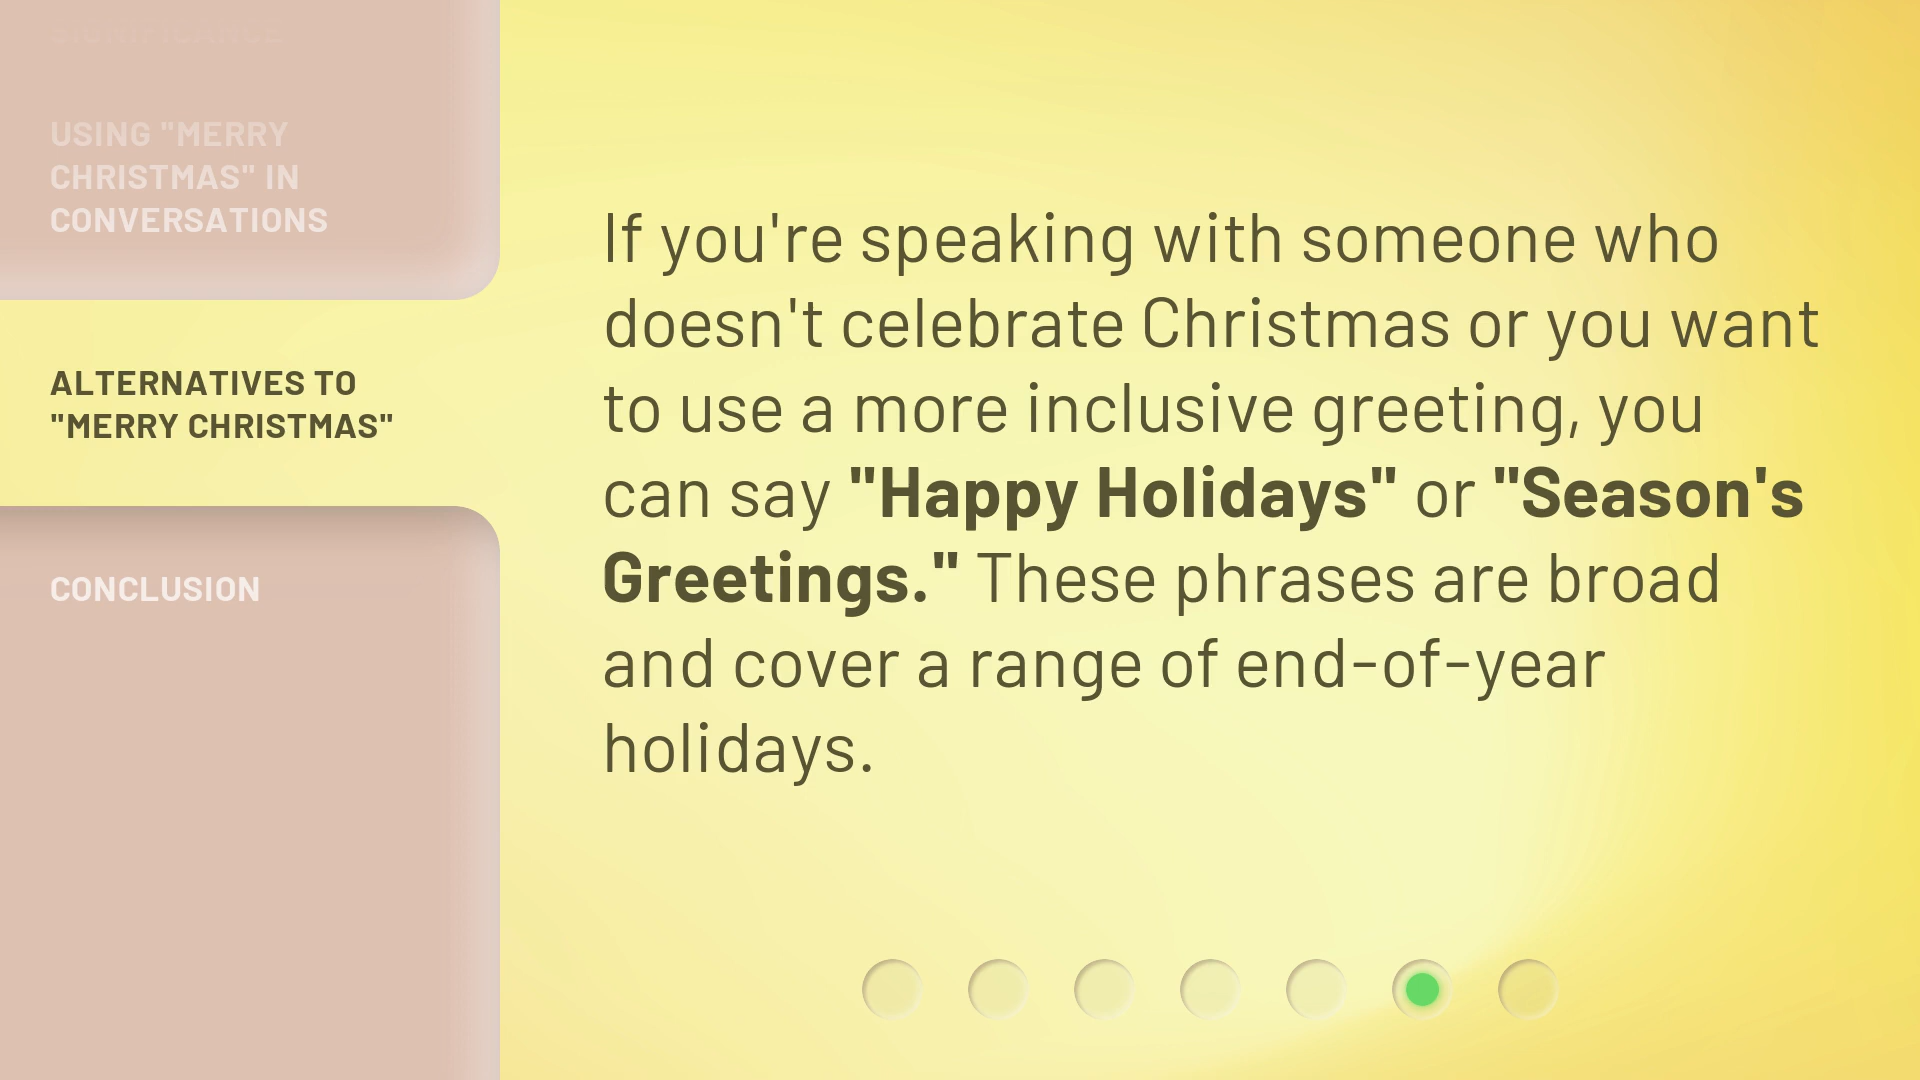 USING "MERRY
CHRISTMAS" IN
CONVERSATIONS
ALTERNATIVES TO
"MERRY CHRISTMAS"
CONCLUSION
If you're speaking with someone who
doesn't celebrate Christmas or you want
to use a more inclusive greeting, you
can say "Happy Holidays" or "Season's
Greetings." These phrases are broad
and cover a range of end-of-year
holidays.